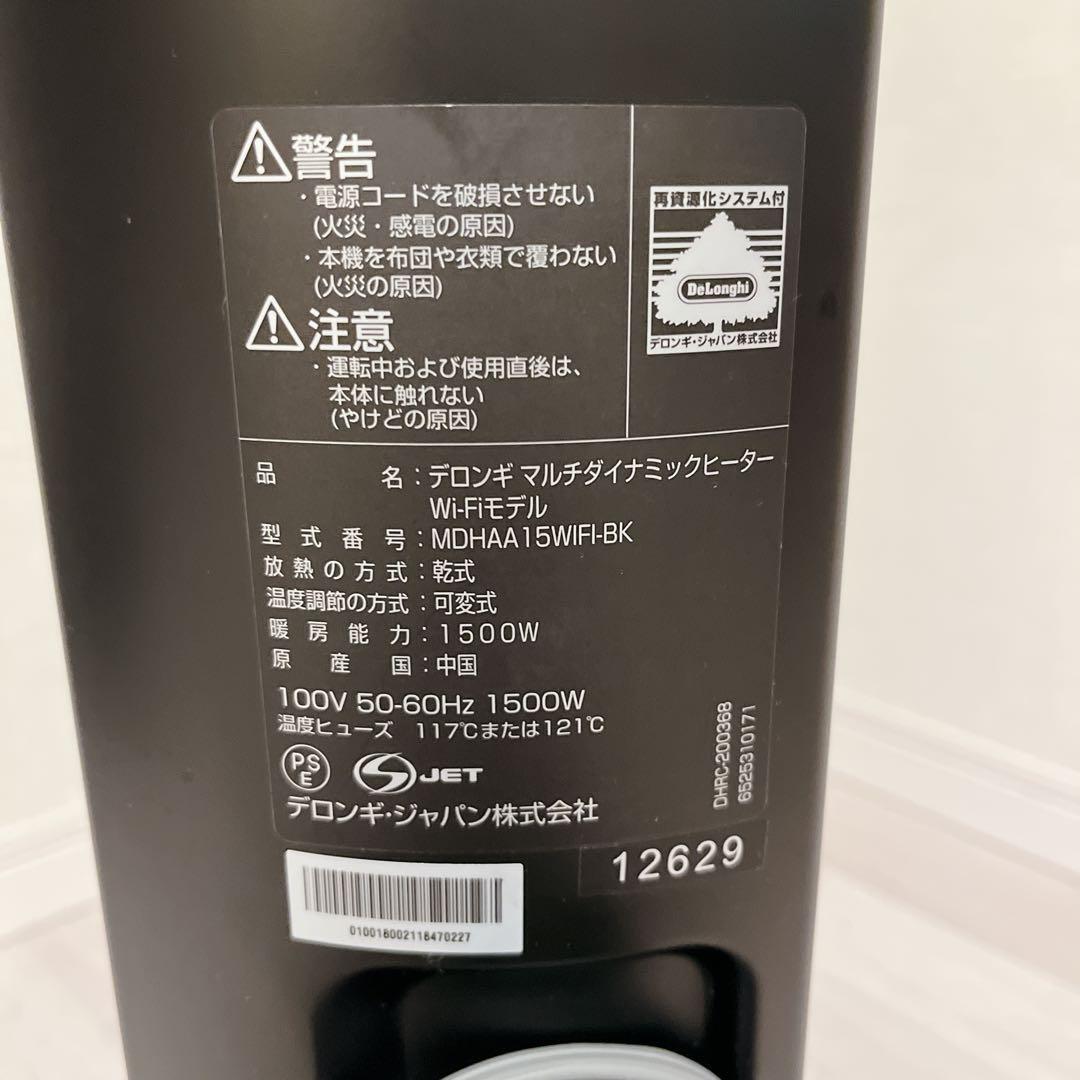 警告
・電源コードを破損させない
(火災・感電の原因)
・本機を布団や衣類で覆わない
(火災の原因)
注意
・運転中および使用直後は、
本体に触れない
(やけどの原因)
再資源化システム付
DeLonghi
デロンギ・ジャパン株式会社
品名：デロンギ マルチダイナミックヒーター
Wi-Fiモデル
型式番号：MDHAA15WIFI-BK
放熱の方式：乾式
温度調節の方式：可変式
暖房能力：1500W
原産国：中国
100V 50-60Hz 1500W
温度ヒューズ 117℃または121℃
PSE
S JET
デロンギ・ジャパン株式会社
DHRC-200368
6525310171
12629
010018002118470227